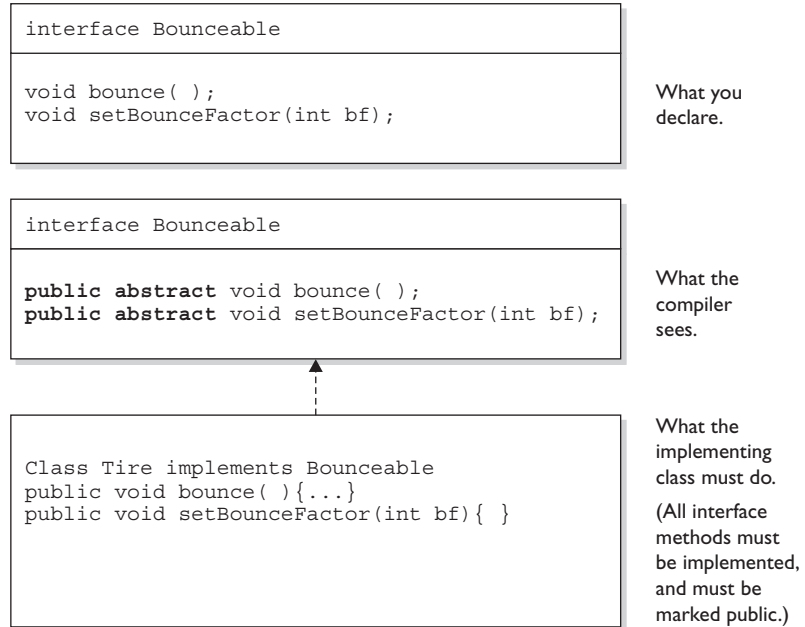 interface Bounceable
void bounce( );
void setBounceFactor(int bf);
What you
declare.
interface Bounceable
public abstract void bounce( );
public abstract void setBounceFactor(int bf);
What the
compiler
sees.
Class Tire implements Bounceable
public void bounce( ){...}
public void setBounceFactor(int bf){ }
What the
implementing
class must do.
(All interface
methods must
be implemented,
and must be
marked public.)